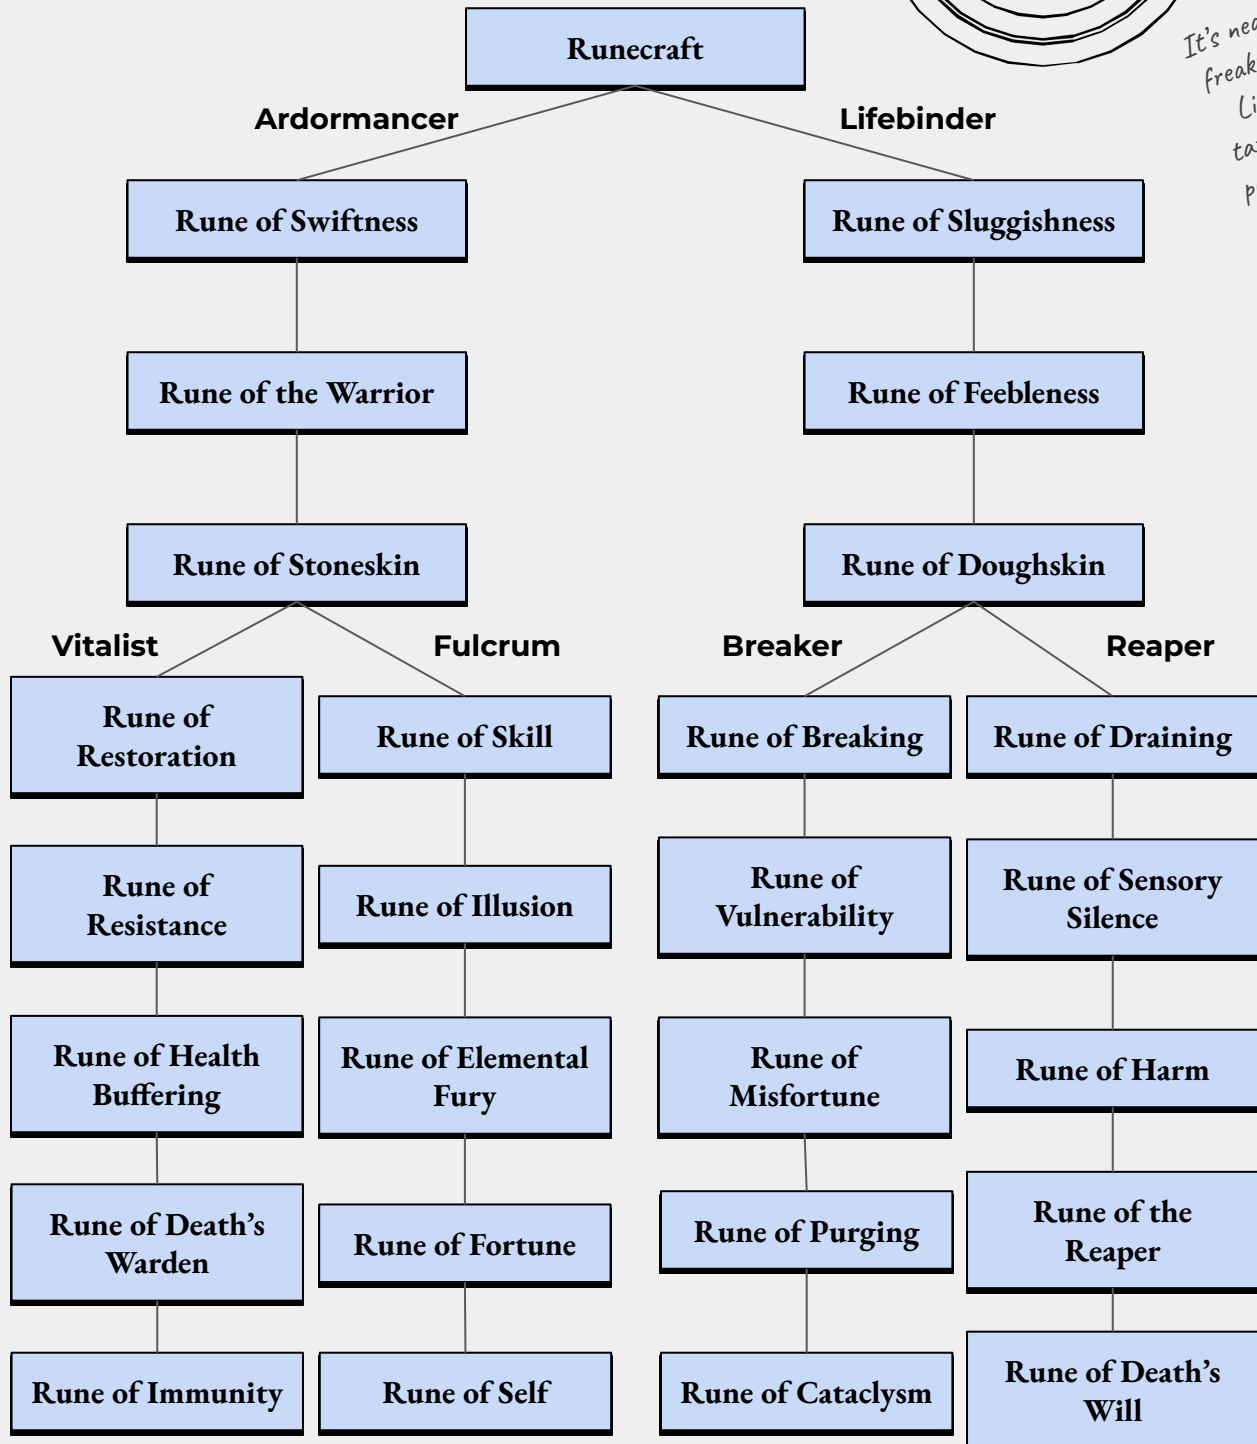 Runecraft
It's
Ardormancer
Lifebinder
Rune of Swiftness
Rune of Sluggishness
Rune of the Warrior
Rune of Feebleness
Rune of Stoneskin
Rune of Doughskin
Vitalist
Fulcrum
Breaker
Reaper
Rune of
Restoration
Rune of Skill
Rune of Breaking
Rune of Draining
Rune of
Resistance
Rune of Illusion
Rune of
Vulnerability
Rune of Sensory
Silence
Rune of Health
Buffering
Rune of Elemental
Fury
Rune of
Misfortune
Rune of Harm
Rune of Death’s
Warden
Rune of Fortune
Rune of Purging
Rune of the
Reaper
Rune of Immunity
Rune of Self
Rune of Cataclysm
Rune of Death’s
Will